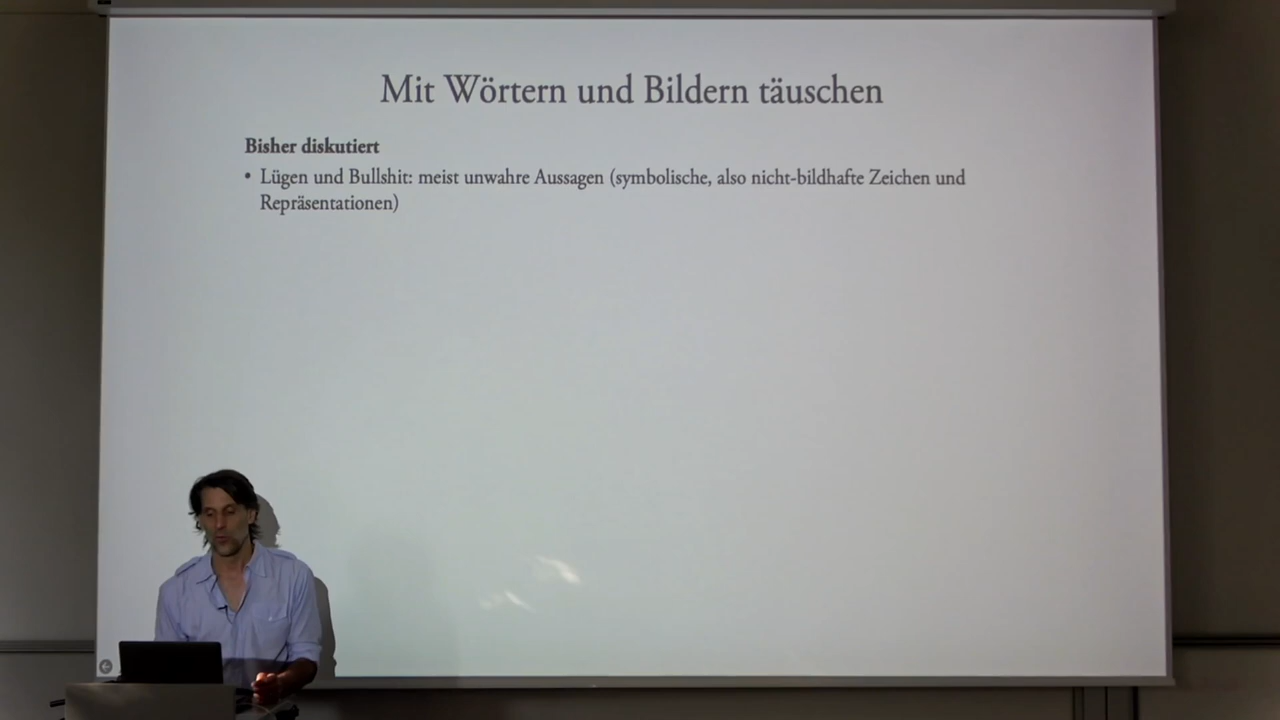 Mit Wörtern und Bildern täuschen
Bisher diskutiert
• Lügen und Bullshit: meist unwahre Aussagen (symbolische, also nicht-bildhafte Zeichen und
Repräsentationen)